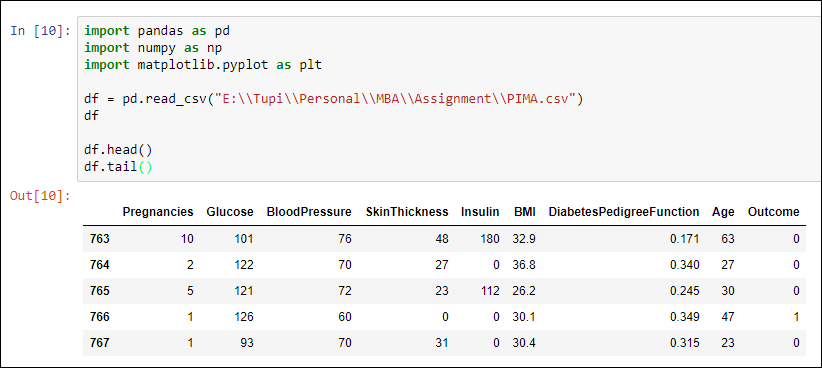 In [10]: import pandas as pd
import numpy as np
import matplotlib.pyplot as plt
df = pd.read_csv("E:\\Tupi\\Personal\\MBA\\Assignment\\PIMA.csv")
df
df.head()
df.tail()
Out[10]:
Pregnancies Glucose BloodPressure SkinThickness Insulin BMI DiabetesPedigreeFunction Age Outcome
763 10 101 76 48 180 32.9 0.171 63 0
764 2 122 70 27 0 36.8 0.340 27 0
765 5 121 72 23 112 26.2 0.245 30 0
766 1 126 60 0 0 30.1 0.349 47 1
767 1 93 70 31 0 30.4 0.315 23 0